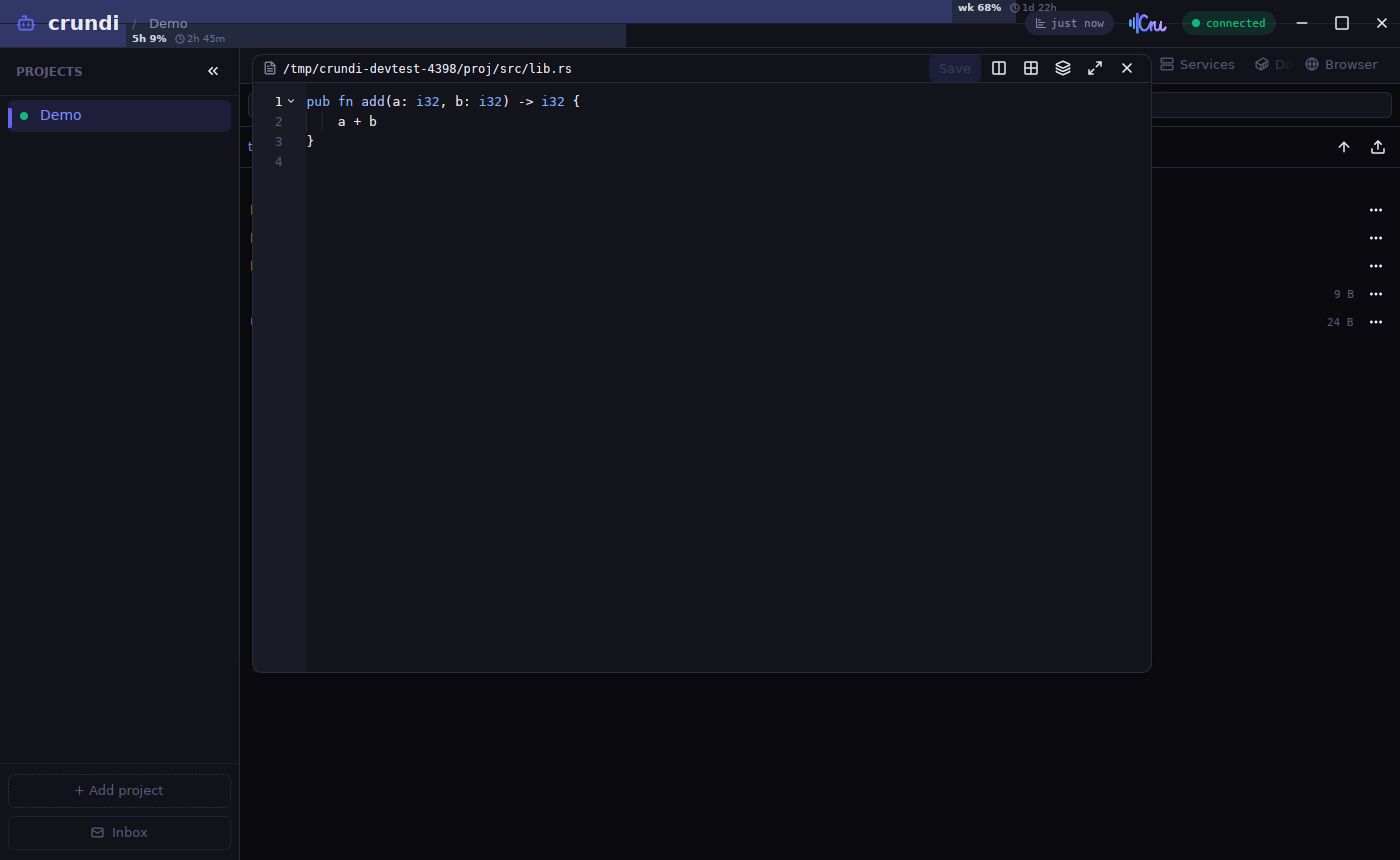 wk 68% 1d 22h
crundi / Demo
just now
Cru
connected
5h 9% 2h 45m
PROJECTS
/tmp/crundi-devtest-4398/proj/src/lib.rs
Save
Services
Do
Browser
Demo
1 pub fn add(a: i32, b: i32) -> i32 {
2 a + b
3 }
4
9 B
24 B
+ Add project
Inbox